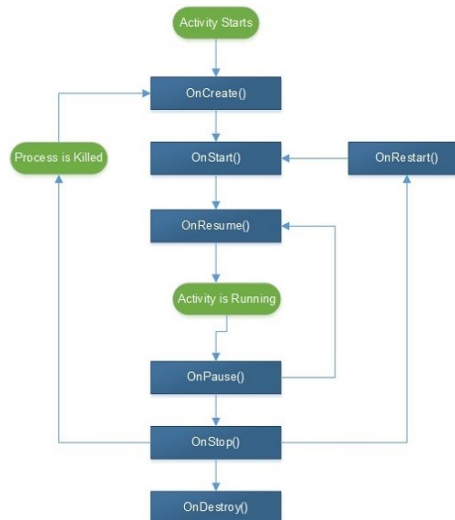 Activity Starts
OnCreate()
Process is Killed
OnStart()
OnRestart()
OnResume()
Activity is Running
OnPause()
OnStop()
OnDestroy()